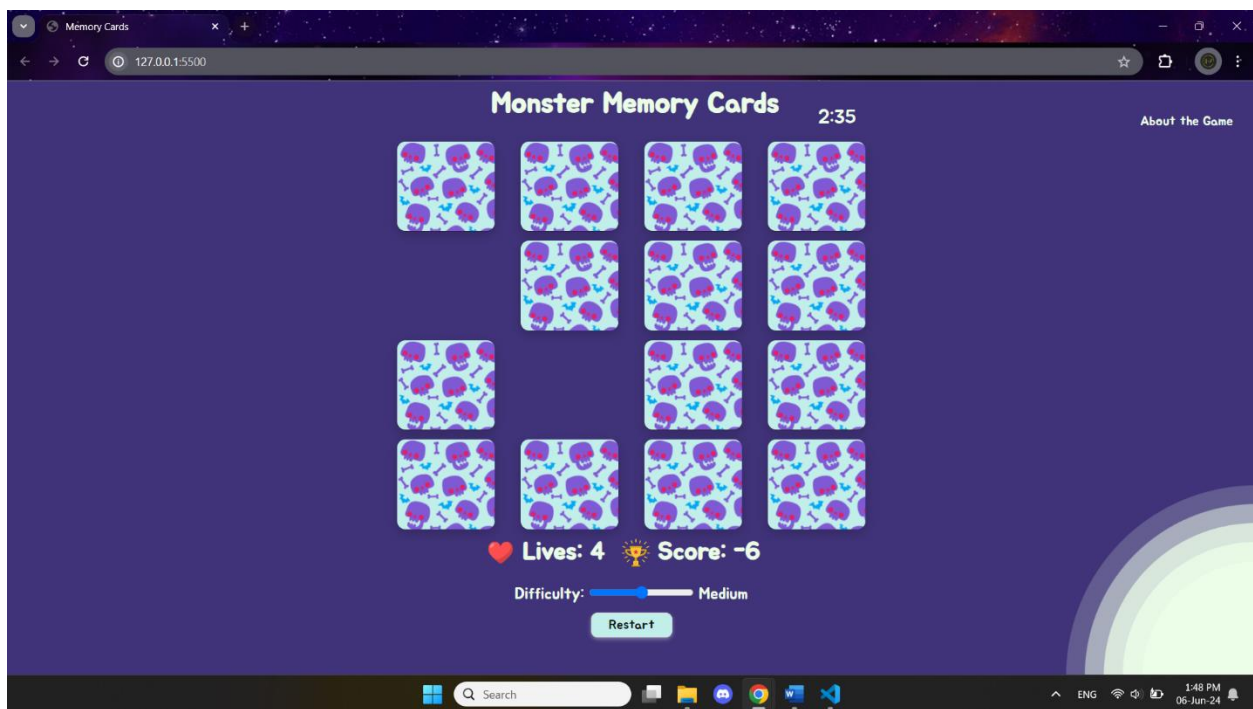 Memory Cards
127.0.0.1:5500
Monster Memory Cards
2:35
About the Game
Lives: 4 Score: -6
Difficulty: Medium
Restart
Search
ENG
1:48 PM
06-Jun-24